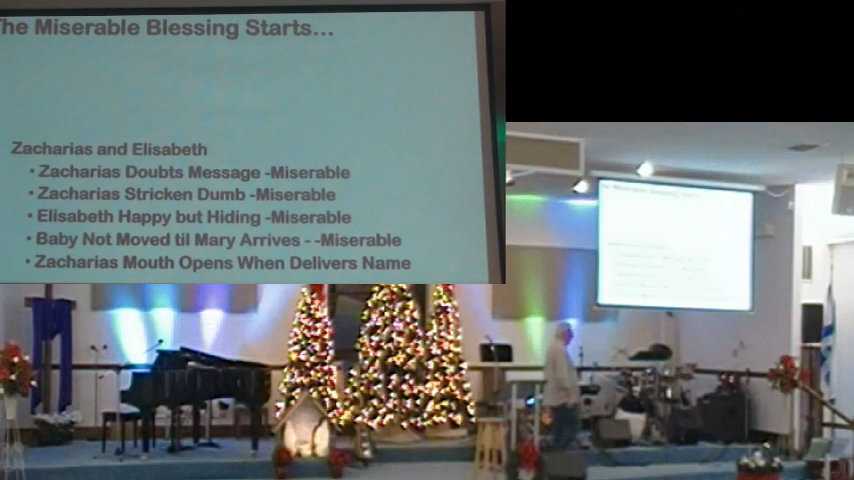 The Miserable Blessing Starts...
Zacharias and Elisabeth
• Zacharias Doubts Message -Miserable
• Zacharias Stricken Dumb -Miserable
• Elisabeth Happy but Hiding -Miserable
• Baby Not Moved til Mary Arrives - -Miserable
• Zacharias Mouth Opens When Delivers Name